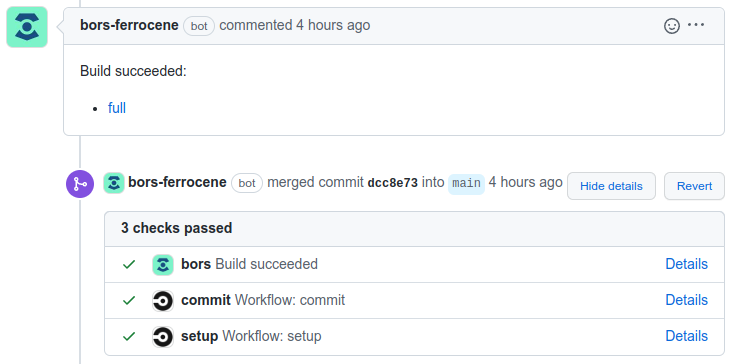 bors-ferrocene bot commented 4 hours ago
Build succeeded:
• full
bors-ferrocene bot merged commit dcc8e73 into main 4 hours ago Hide details Revert
3 checks passed
bors Build succeeded Details
commit Workflow: commit Details
setup Workflow: setup Details